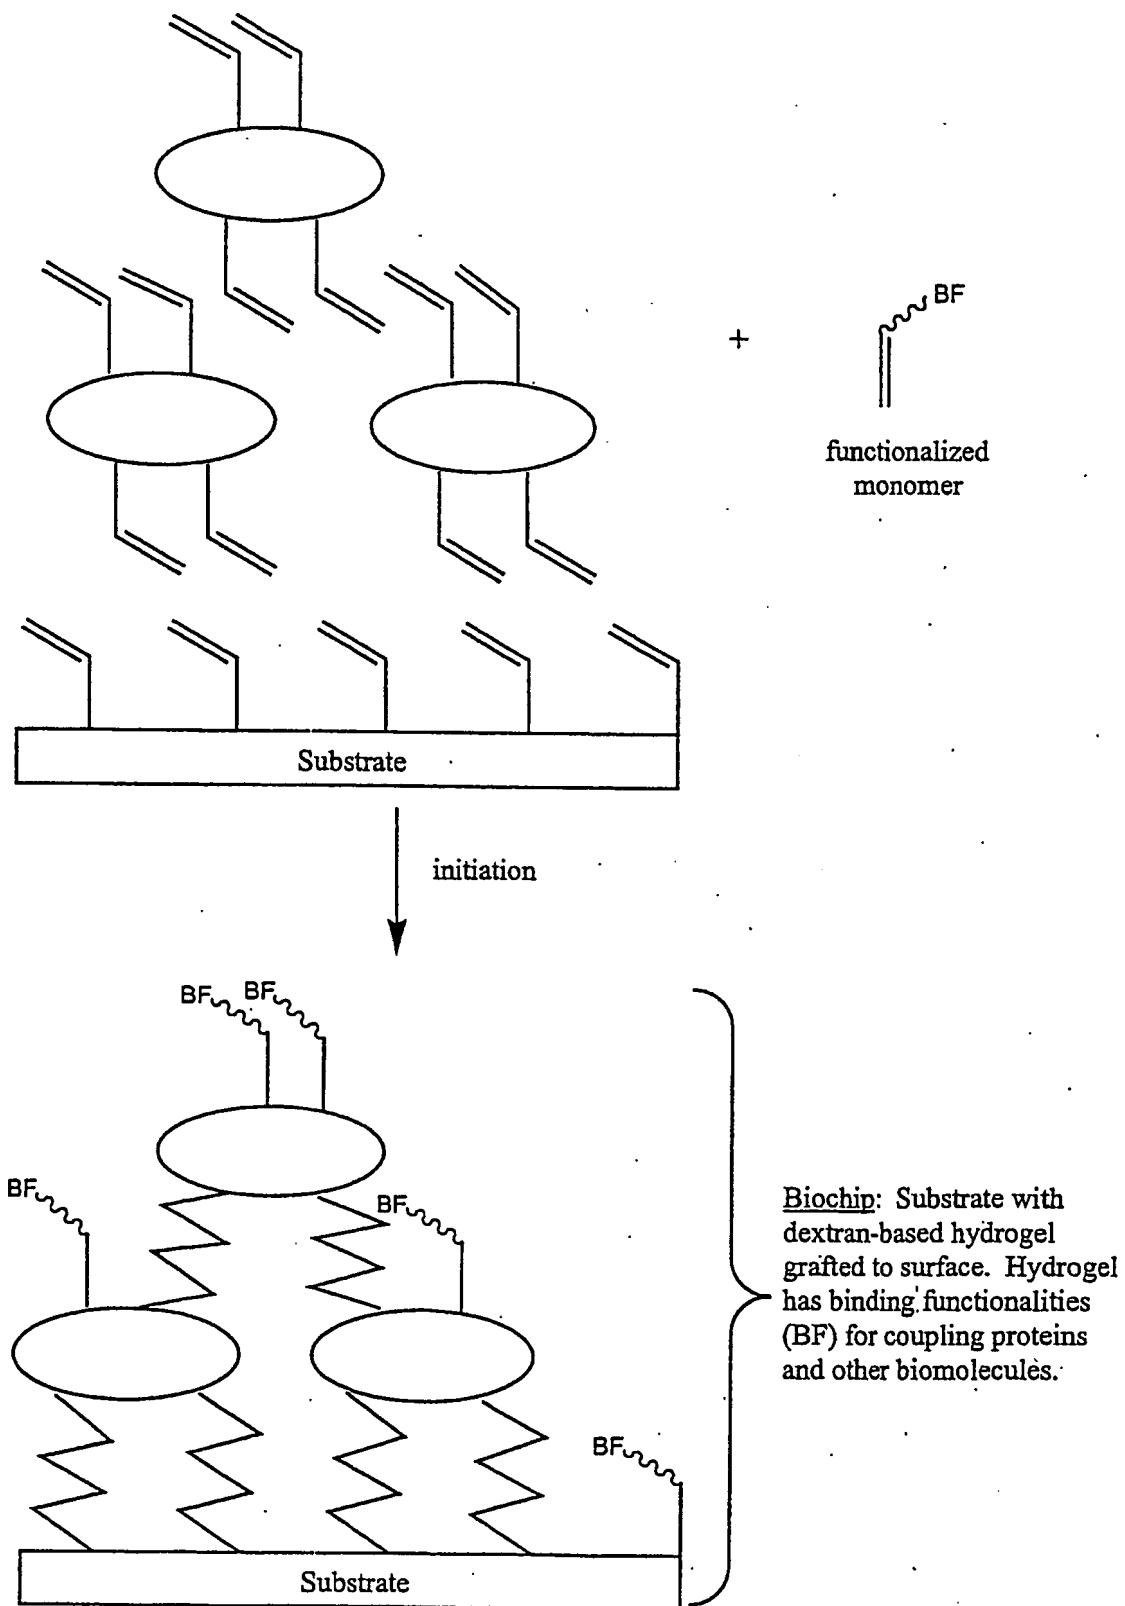 +
BF
functionalized
monomer
Substrate
initiation
BF
BF
BF
BF
Biochip: Substrate with
dextran-based hydrogel
grafted to surface. Hydrogel
has binding functionalities
(BF) for coupling proteins
and other biomolecules.
BF
Substrate